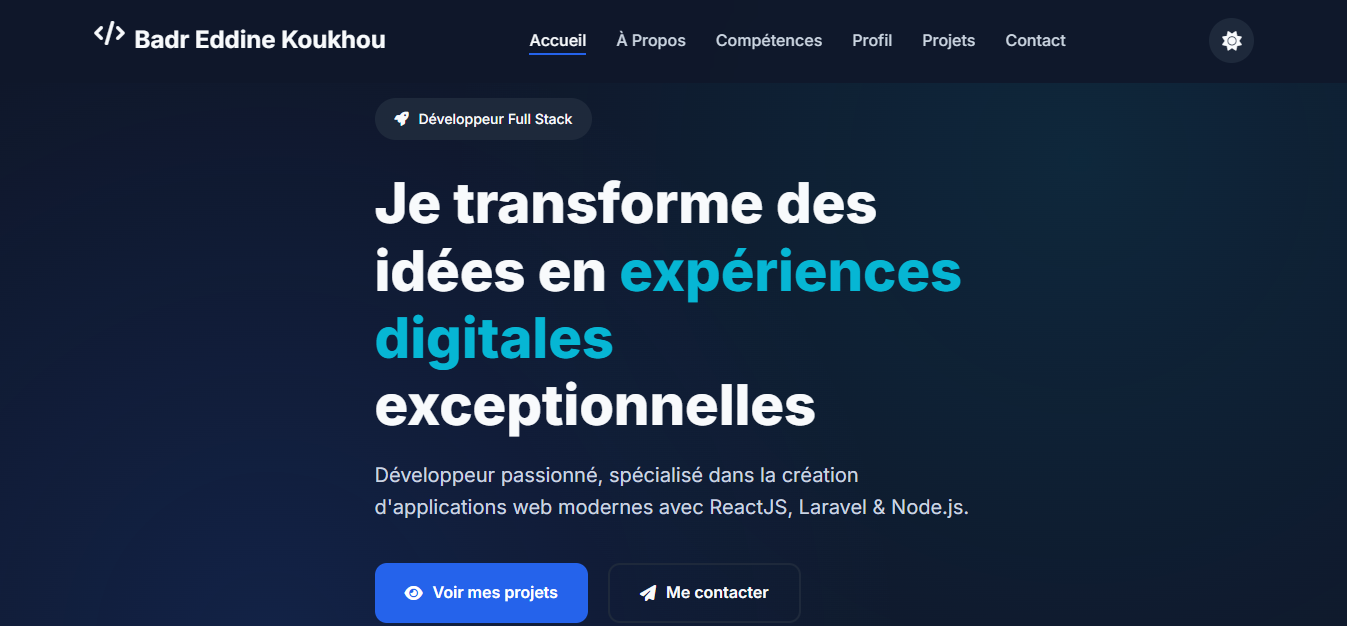 </> Badr Eddine Koukhou
Accueil À Propos Compétences Profil Projets Contact
Développeur Full Stack
Je transforme des
idées en expériences
digitales
exceptionnelles
Développeur passionné, spécialisé dans la création
d'applications web modernes avec ReactJS, Laravel & Node.js.
Voir mes projets Me contacter